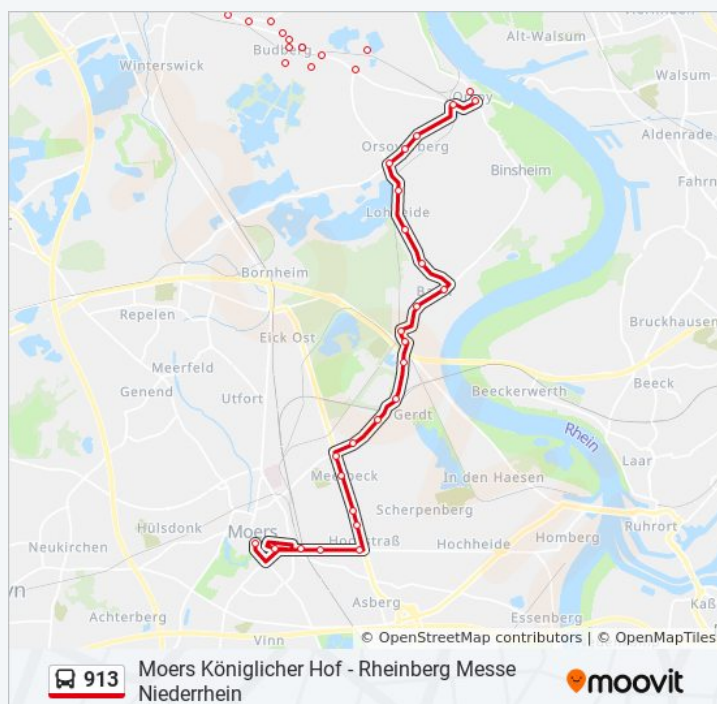 Alt-Walsum
Budberg
Winterswick
Walsum
Orsoy
Aldenrade
Orsoyerberg
Binsheim
Fahrn
Lohheide
Bornheim
Baerl
Repelen
Bruckhausen
Eick Ost
Meerfeld
Beeckerwerth
Beeck
Genend
Utfort
Gerdt
Rhein
Laar
Meerbeck
In den Haesen
Scherpenberg
Ruhrort
Hülsdonk
Moers
Homberg
Neukirchen
Hochstraß
Hochheide
yn
Kaß
Asberg
Achterberg
Essenberg
Vinn
© OpenStreetMap contributors | © OpenMapTiles
913
Moers Königlicher Hof - Rheinberg Messe
Niederrhein
moovit